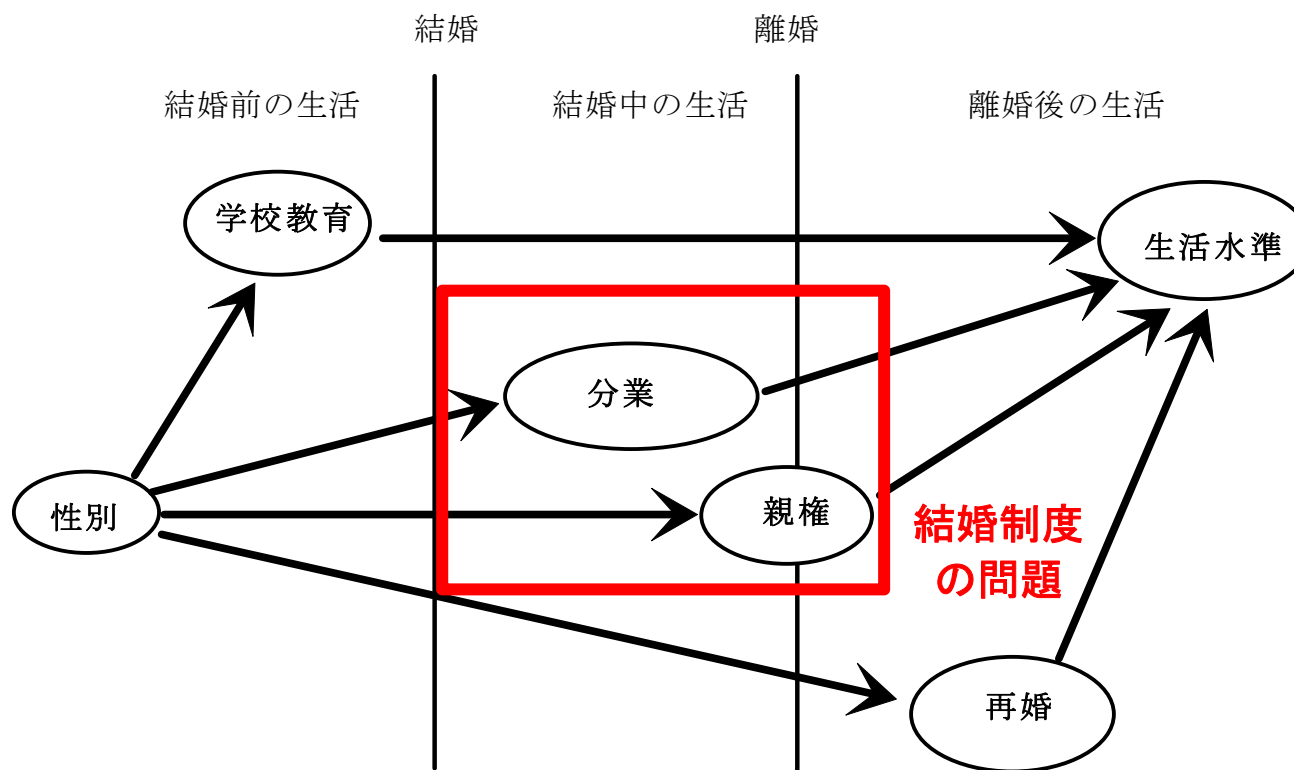 結婚
離婚
結婚前の生活
結婚中の生活
離婚後の生活
学校教育
生活水準
分業
性別
親権
結婚制度
の問題
再婚